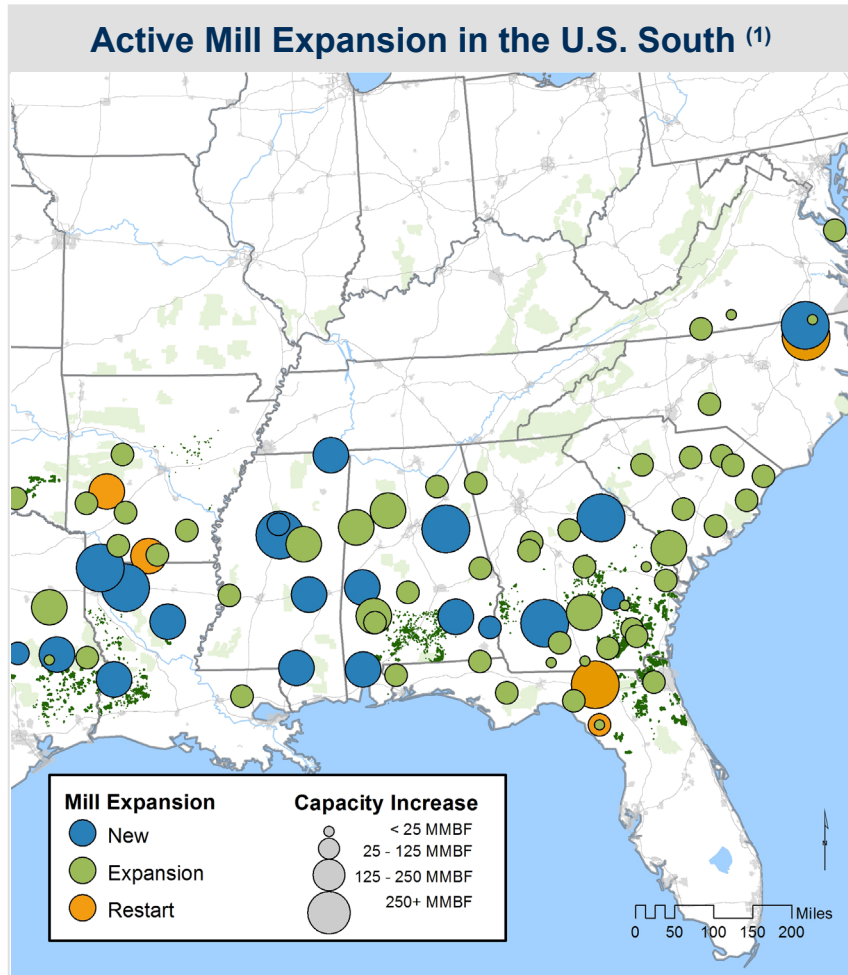 Active Mill Expansion in the U.S. South (1)
Mill Expansion
New
Expansion
Restart
Capacity Increase
< 25 MMBF
25 - 125 MMBF
125 - 250 MMBF
250+ MMBF
Miles
0 50 100 150 200